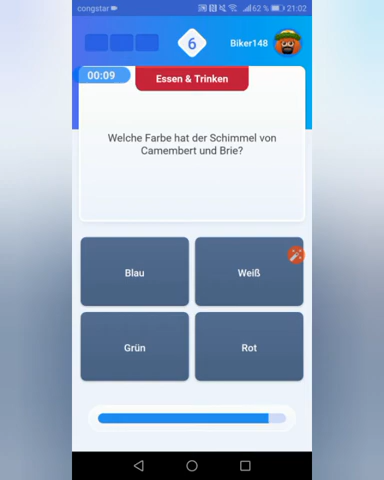 congstar 62 % 21:02
6 Biker148
00:09 Essen & Trinken
Welche Farbe hat der Schimmel von
Camembert und Brie?
Blau Weiß
Grün Rot